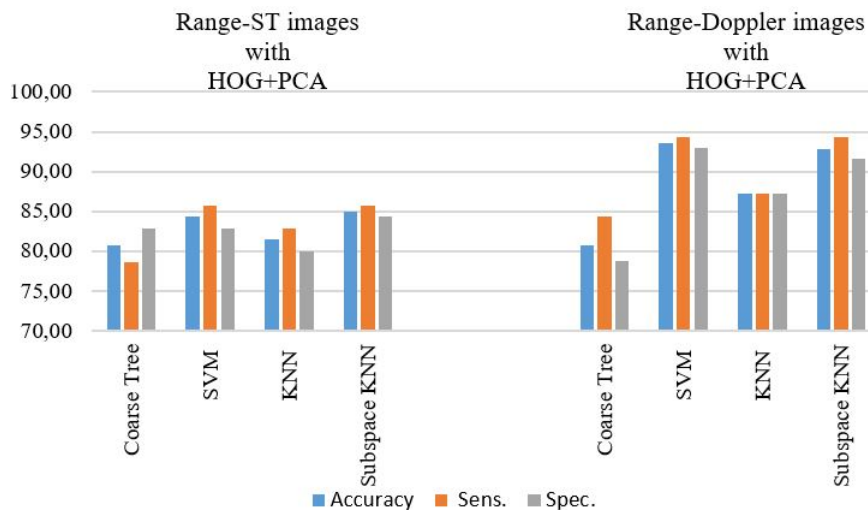 Range-ST images
with
HOG+PCA
Range-Doppler images
with
HOG+PCA
100,00
95,00
90,00
85,00
80,00
75,00
70,00
Coarse Tree
SVM
KNN
Subspace KNN
Coarse Tree
SVM
KNN
Subspace KNN
Accuracy Sens. Spec.